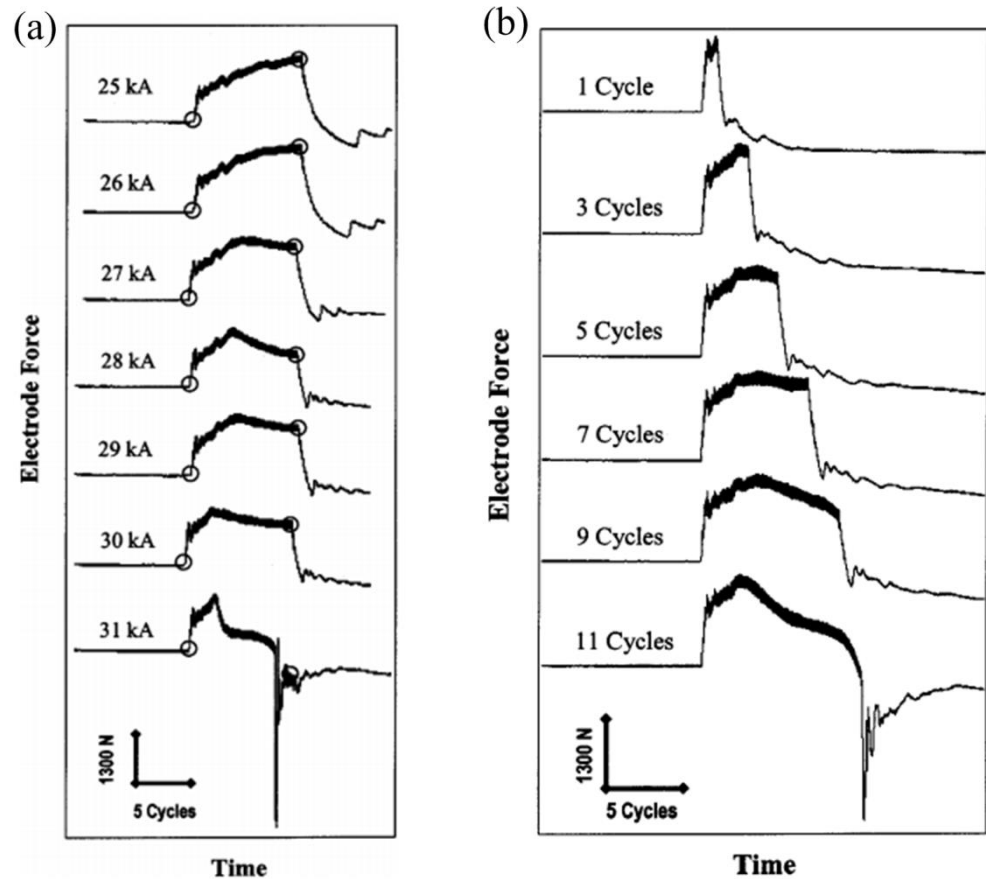 (a)
25 kA
26 kA
27 kA
28 kA
29 kA
30 kA
31 kA
1300 N
5 Cycles
Electrode Force
Time
(b)
1 Cycle
3 Cycles
5 Cycles
7 Cycles
9 Cycles
11 Cycles
1300 N
5 Cycles
Electrode Force
Time